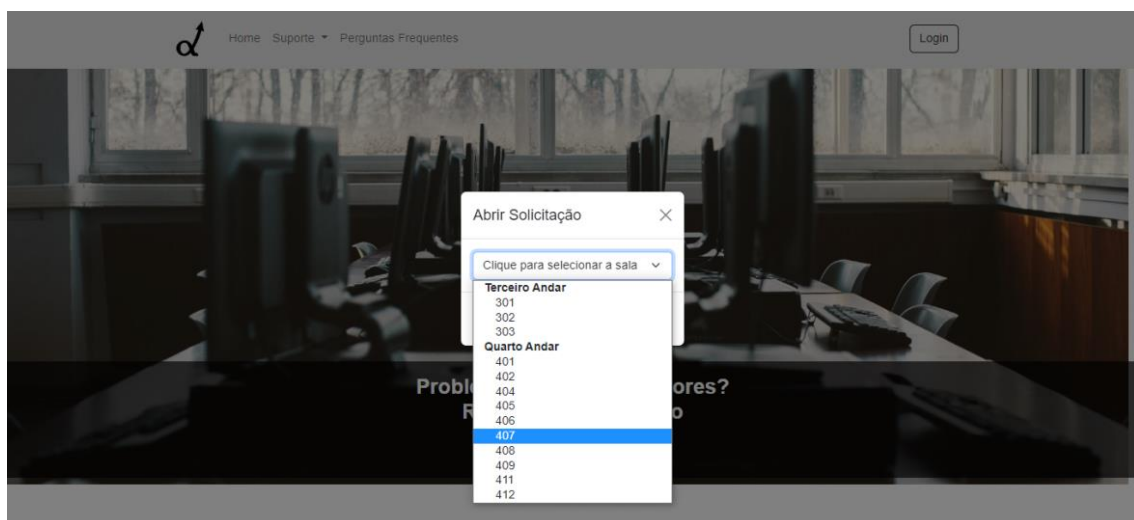 Home Suporte Perguntas Frequentes Login
Abrir Solicitação
Clique para selecionar a sala
Terceiro Andar
301
302
303
Quarto Andar
401
402
404
405
406
407
408
409
411
412
ores?